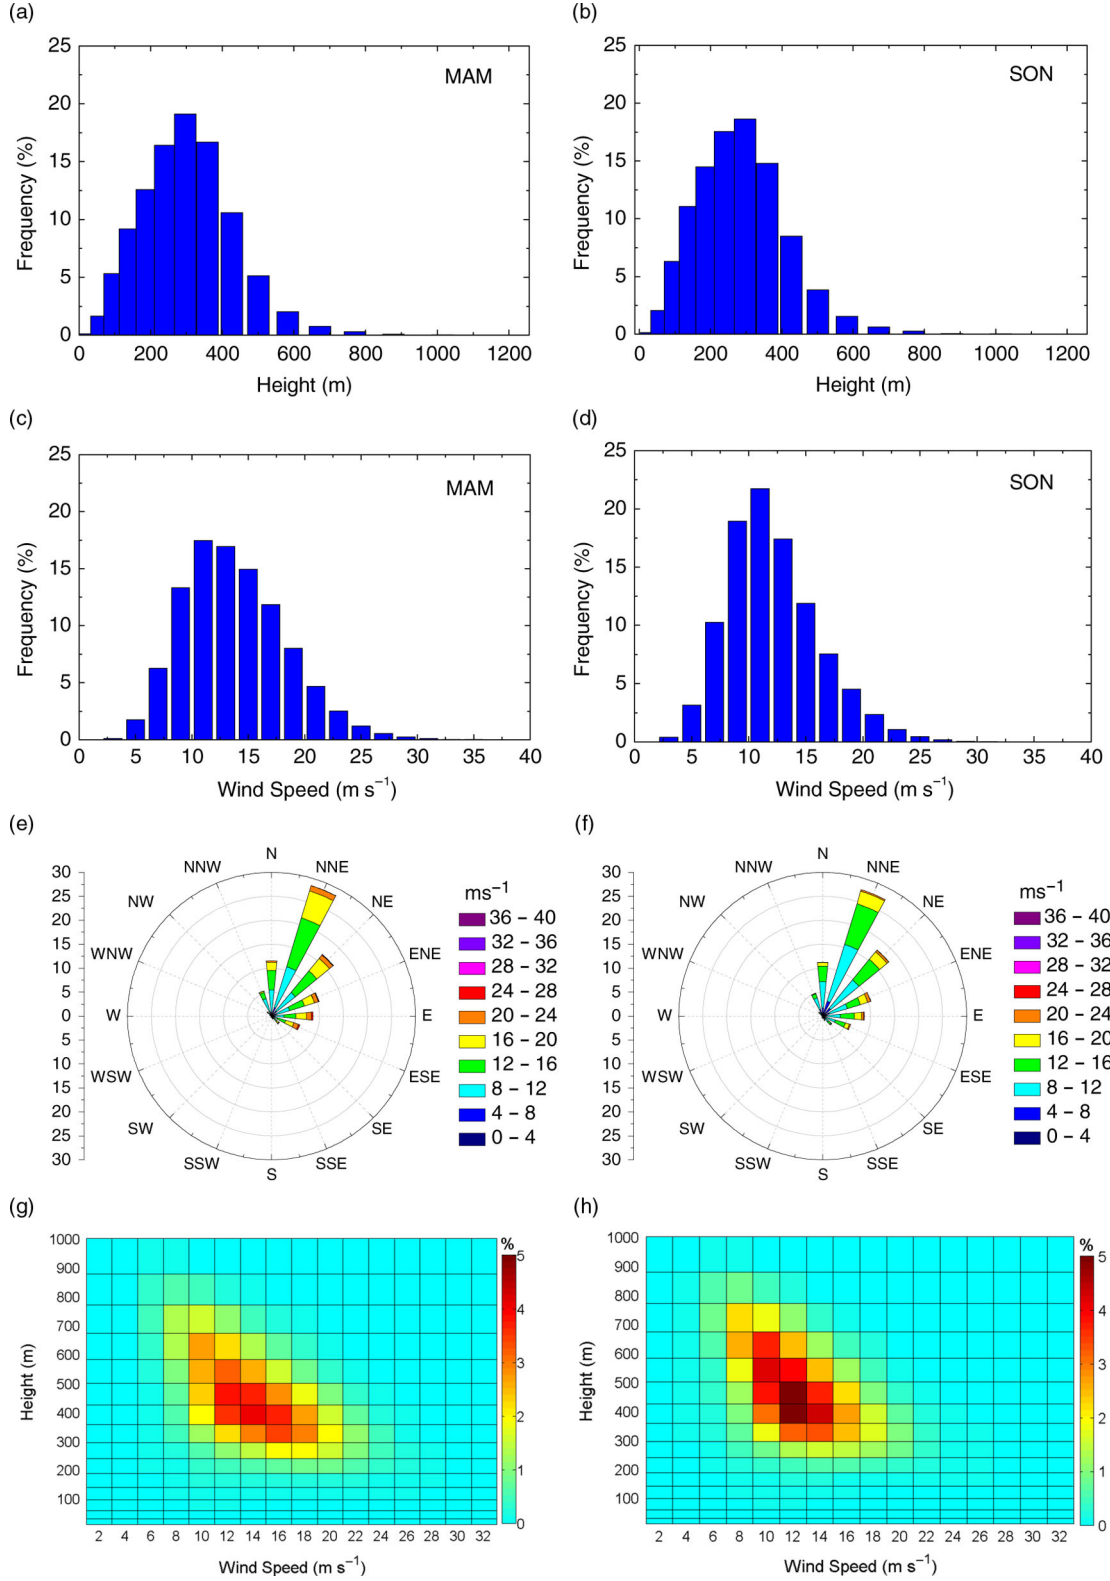 (a)
(b)
MAM
SON
25
20
15
10
5
0
Frequency (%)
0 200 400 600 800 1000 1200
Height (m)
25
20
15
10
5
0
Frequency (%)
0 200 400 600 800 1000 1200
Height (m)
(c)
(d)
MAM
SON
25
20
15
10
5
0
Frequency (%)
0 5 10 15 20 25 30 35 40
Wind Speed (m s⁻¹)
25
20
15
10
5
0
Frequency (%)
0 5 10 15 20 25 30 35 40
Wind Speed (m s⁻¹)
(e)
30
25
20
15
10
5
0
5
10
15
20
25
30
N
NNE
NE
ENE
E
ESE
SE
SSE
S
SSW
SW
WSW
W
WNW
NW
NNW
ms⁻¹
36 – 40
32 – 36
28 – 32
24 – 28
20 – 24
16 – 20
12 – 16
8 – 12
4 – 8
0 – 4
(f)
30
25
20
15
10
5
0
5
10
15
20
25
30
N
NNE
NE
ENE
E
ESE
SE
SSE
S
SSW
SW
WSW
W
WNW
NW
NNW
ms⁻¹
36 – 40
32 – 36
28 – 32
24 – 28
20 – 24
16 – 20
12 – 16
8 – 12
4 – 8
0 – 4
(g)
1000
900
800
700
600
500
400
300
200
100
Height (m)
2 4 6 8 10 12 14 16 18 20 22 24 26 28 30 32
Wind Speed (m s⁻¹)
%
5
4
3
2
1
0
(h)
1000
900
800
700
600
500
400
300
200
100
Height (m)
2 4 6 8 10 12 14 16 18 20 22 24 26 28 30 32
Wind Speed (m s⁻¹)
%
5
4
3
2
1
0